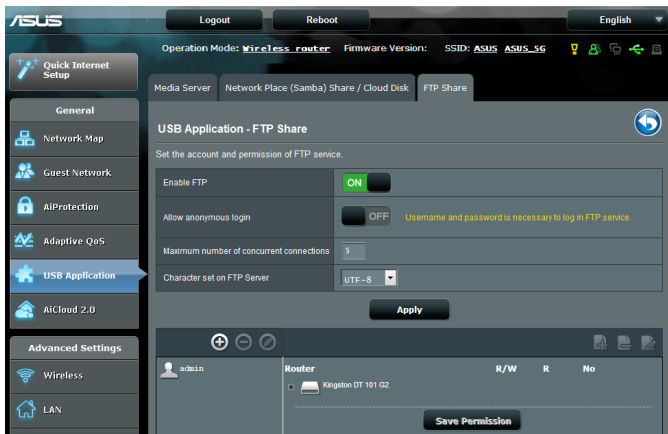 ASUS
Logout Reboot English
Operation Mode: Wireless router Firmware Version: SSID: ASUS ASUS_5G
Quick Internet
Setup
Media Server Network Place (Samba) Share / Cloud Disk FTP Share
General
Network Map
Guest Network
AiProtection
Adaptive QoS
USB Application
AiCloud 2.0
Advanced Settings
Wireless
LAN
USB Application - FTP Share
Set the account and permission of FTP service.
Enable FTP ON
Allow anonymous login OFF Username and password is necessary to log in FTP service.
Maximum number of concurrent connections 5
Character set on FTP Server UTF-8
Apply
admin Router R/W R No
Kingston DT 101 G2
Save Permission